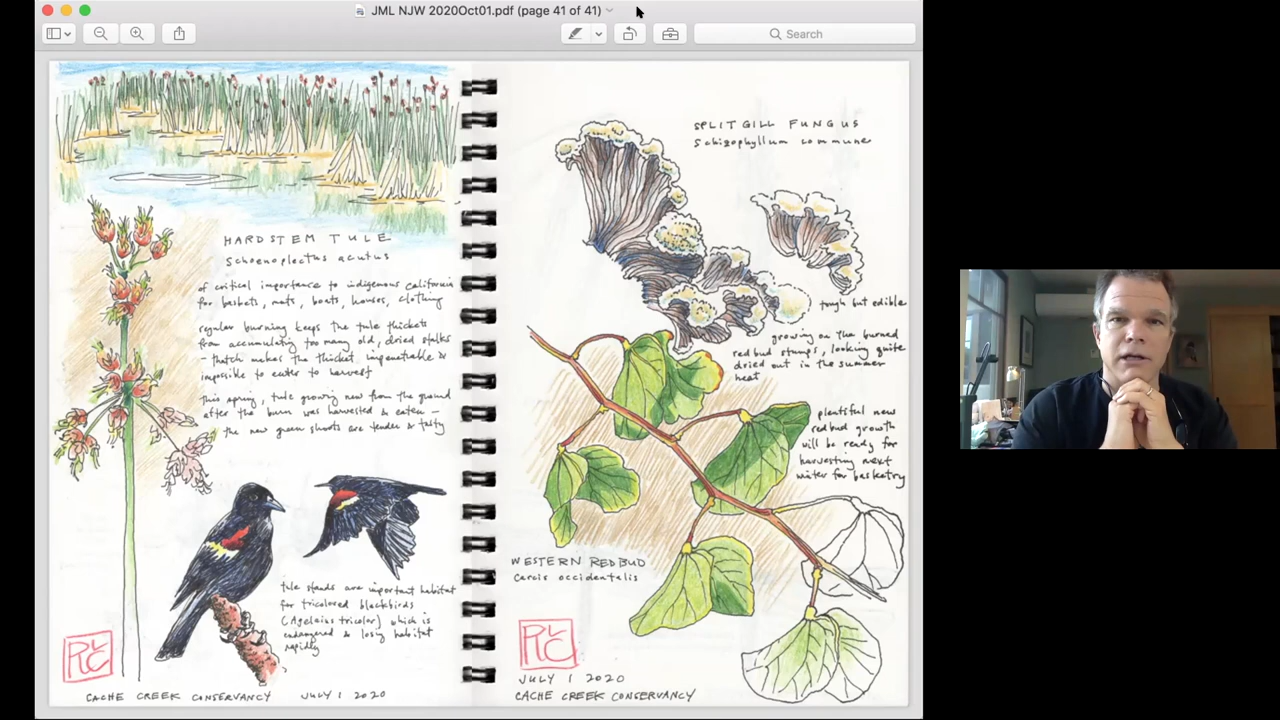 JML NJW 2020Oct01.pdf (page 41 of 41)
Search
HARDSTEM TULE
Schoenoplectus acutus
of critical importance to indigenous california
for baskets, mats, boats, houses, clothing
regular burning keeps the tule thickets
from accumulating too many old, dried stalks
- thatch makes the thicket impenetrable &
impossible to enter to harvest
this spring, tule growing new from the ground
after the burn was harvested & eaten -
the new green shoots are tender & tasty
tule stands are important habitat
for tricolored blackbirds
(Agelaius tricolor) which is
endangered & losing habitat
rapidly
PLC
CACHE CREEK CONSERVANCY JULY 1 2020
SPLITGILL FUNGUS
Schizophyllum commune
tough but edible
growing on the burned
redbud stumps, looking quite
dried out in the summer
heat
plentiful new
redbud growth
will be ready for
harvesting next
winter for basketry
WESTERN REDBUD
Cercis occidentalis
PLC
JULY 1 2020
CACHE CREEK CONSERVANCY